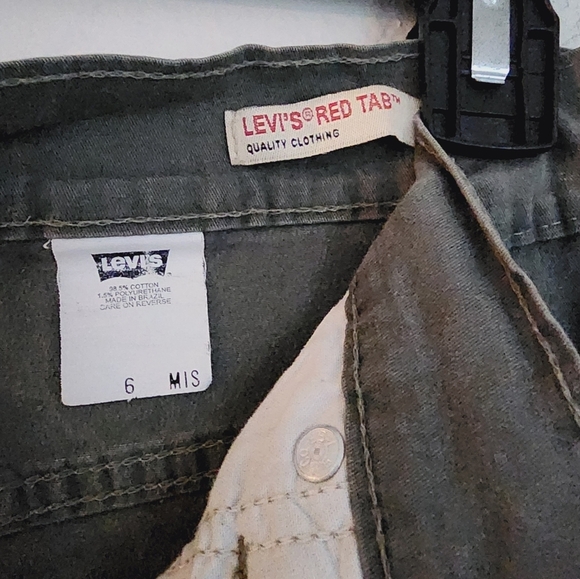 LEVI'S® RED TAB™
QUALITY CLOTHING
LEVI'S
98.5% COTTON
1.5% POLYURETHANE
MADE IN BRAZIL
CARE ON REVERSE
6 MIS